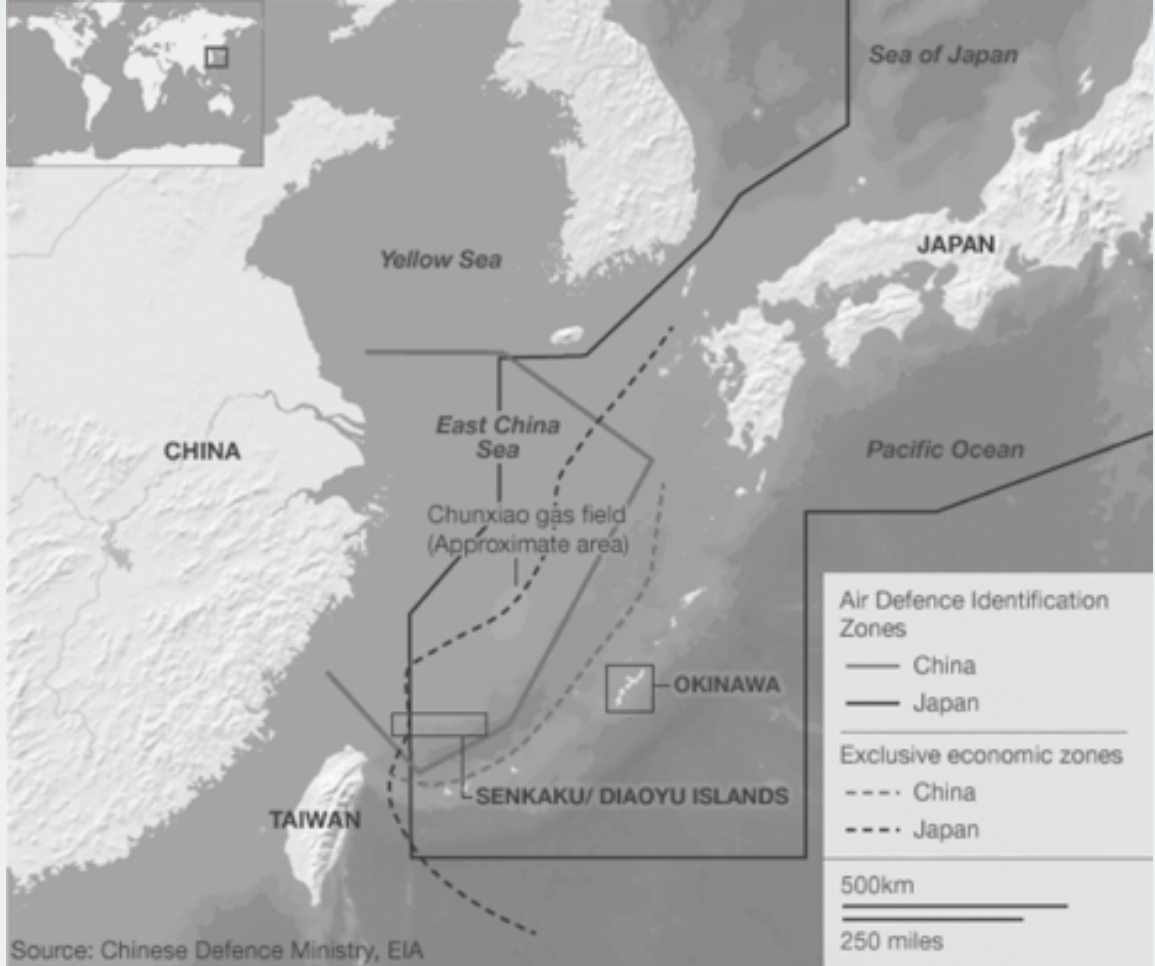 Sea of Japan
JAPAN
Yellow Sea
East China
Sea
CHINA
Pacific Ocean
Chunxiao gas field
(Approximate area)
OKINAWA
SENKAKU/ DIAOYU ISLANDS
TAIWAN
Air Defence Identification
Zones
China
Japan
Exclusive economic zones
China
Japan
500km
250 miles
Source: Chinese Defence Ministry, EIA